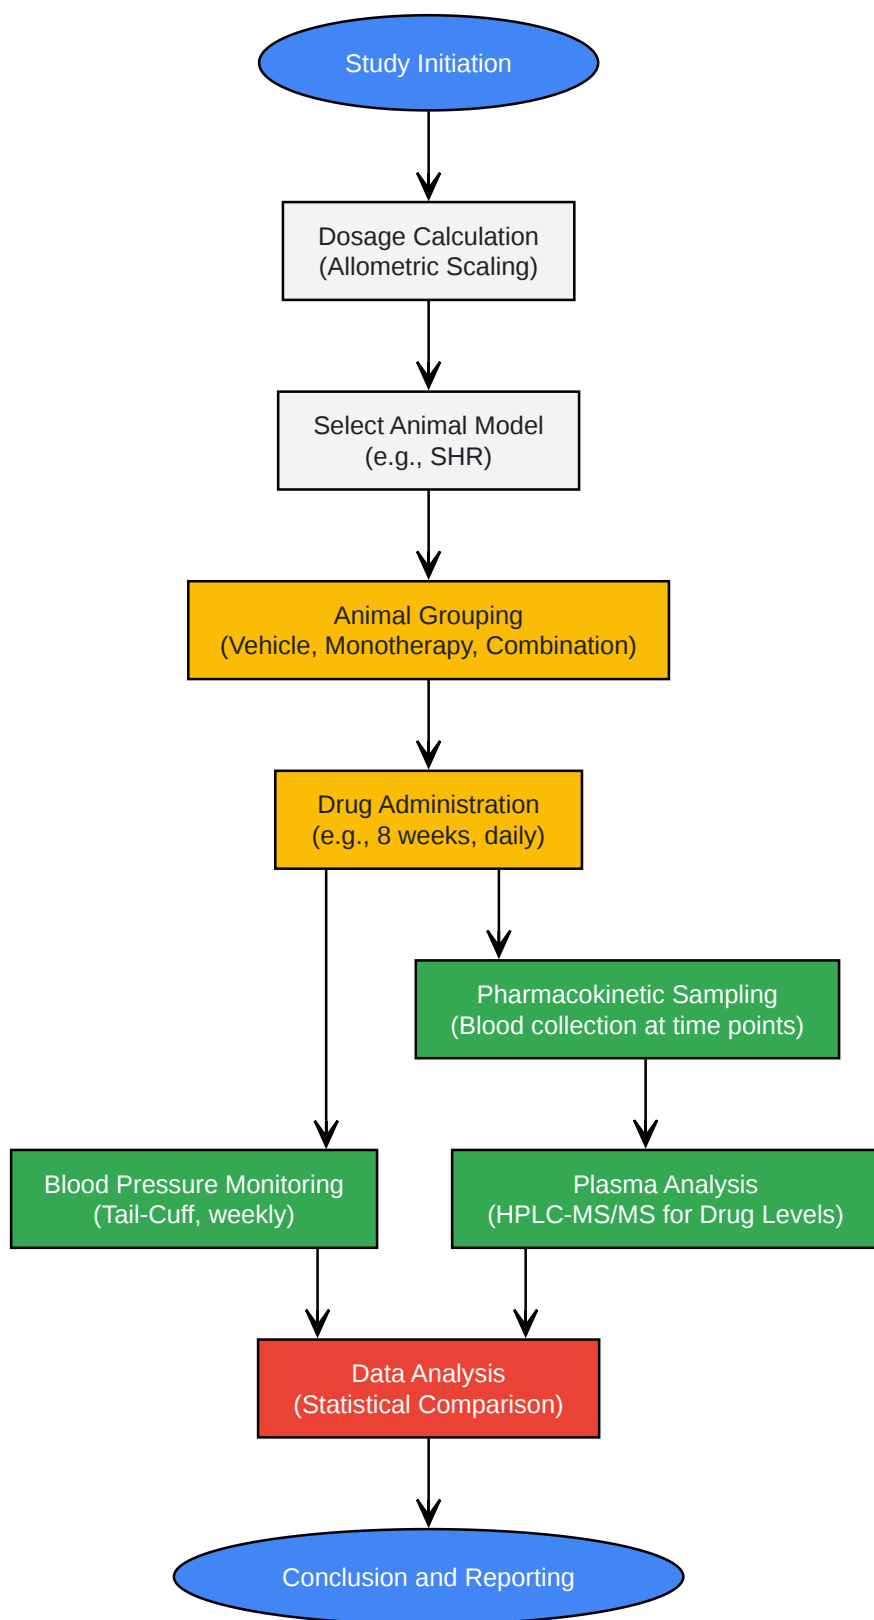 Study Initiation
Dosage Calculation
(Allometric Scaling)
Select Animal Model
(e.g., SHR)
Animal Grouping
(Vehicle, Monotherapy, Combination)
Drug Administration
(e.g., 8 weeks, daily)
Pharmacokinetic Sampling
(Blood collection at time points)
Blood Pressure Monitoring
(Tail-Cuff, weekly)
Plasma Analysis
(HPLC-MS/MS for Drug Levels)
Data Analysis
(Statistical Comparison)
Conclusion and Reporting